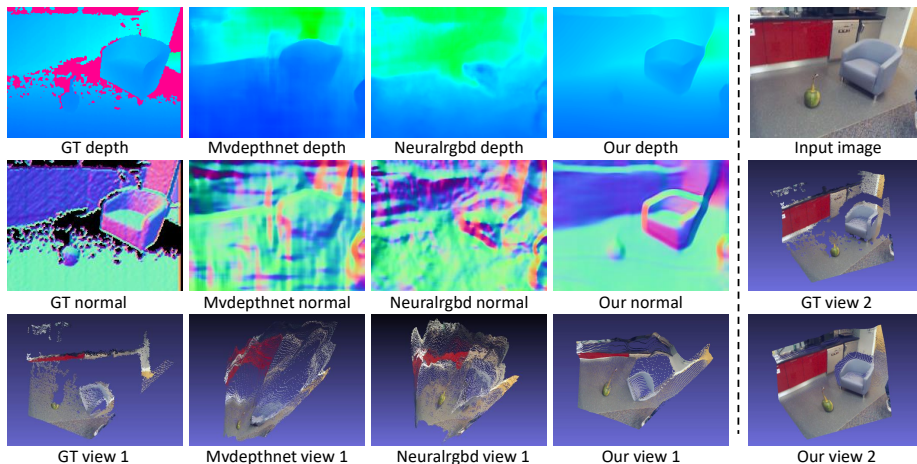 GT depth
Mvdepthnet depth
Neuralrgbd depth
Our depth
Input image
GT normal
Mvdepthnet normal
Neuralrgbd normal
Our normal
GT view 2
GT view 1
Mvdepthnet view 1
Neuralrgbd view 1
Our view 1
Our view 2